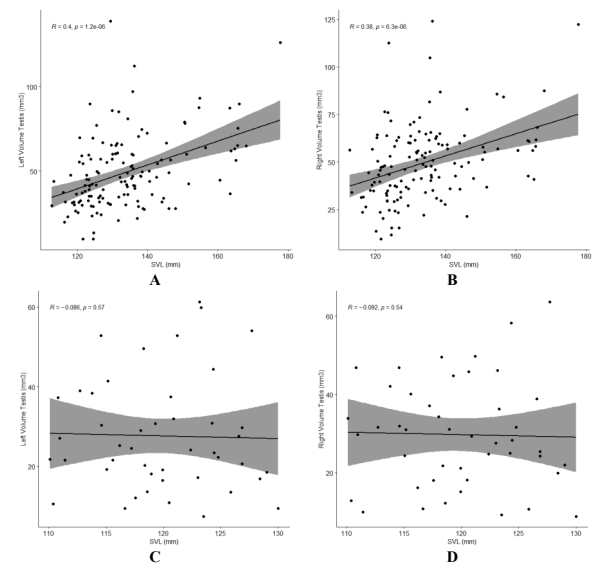 R = 0.4, p = 1.2e-06
Left Volume Testis (mm3)
100
50
120
140
160
180
SVL (mm)
A
R = 0.38, p = 6.3e-06
Right Volume Testis (mm3)
125
100
75
50
25
120
140
160
180
SVL (mm)
B
R = −0.086, p = 0.57
Left Volume Testis (mm3)
60
40
20
110
115
120
125
130
SVL (mm)
C
R = −0.092, p = 0.54
Right Volume Testis (mm3)
60
40
20
110
115
120
125
130
SVL (mm)
D